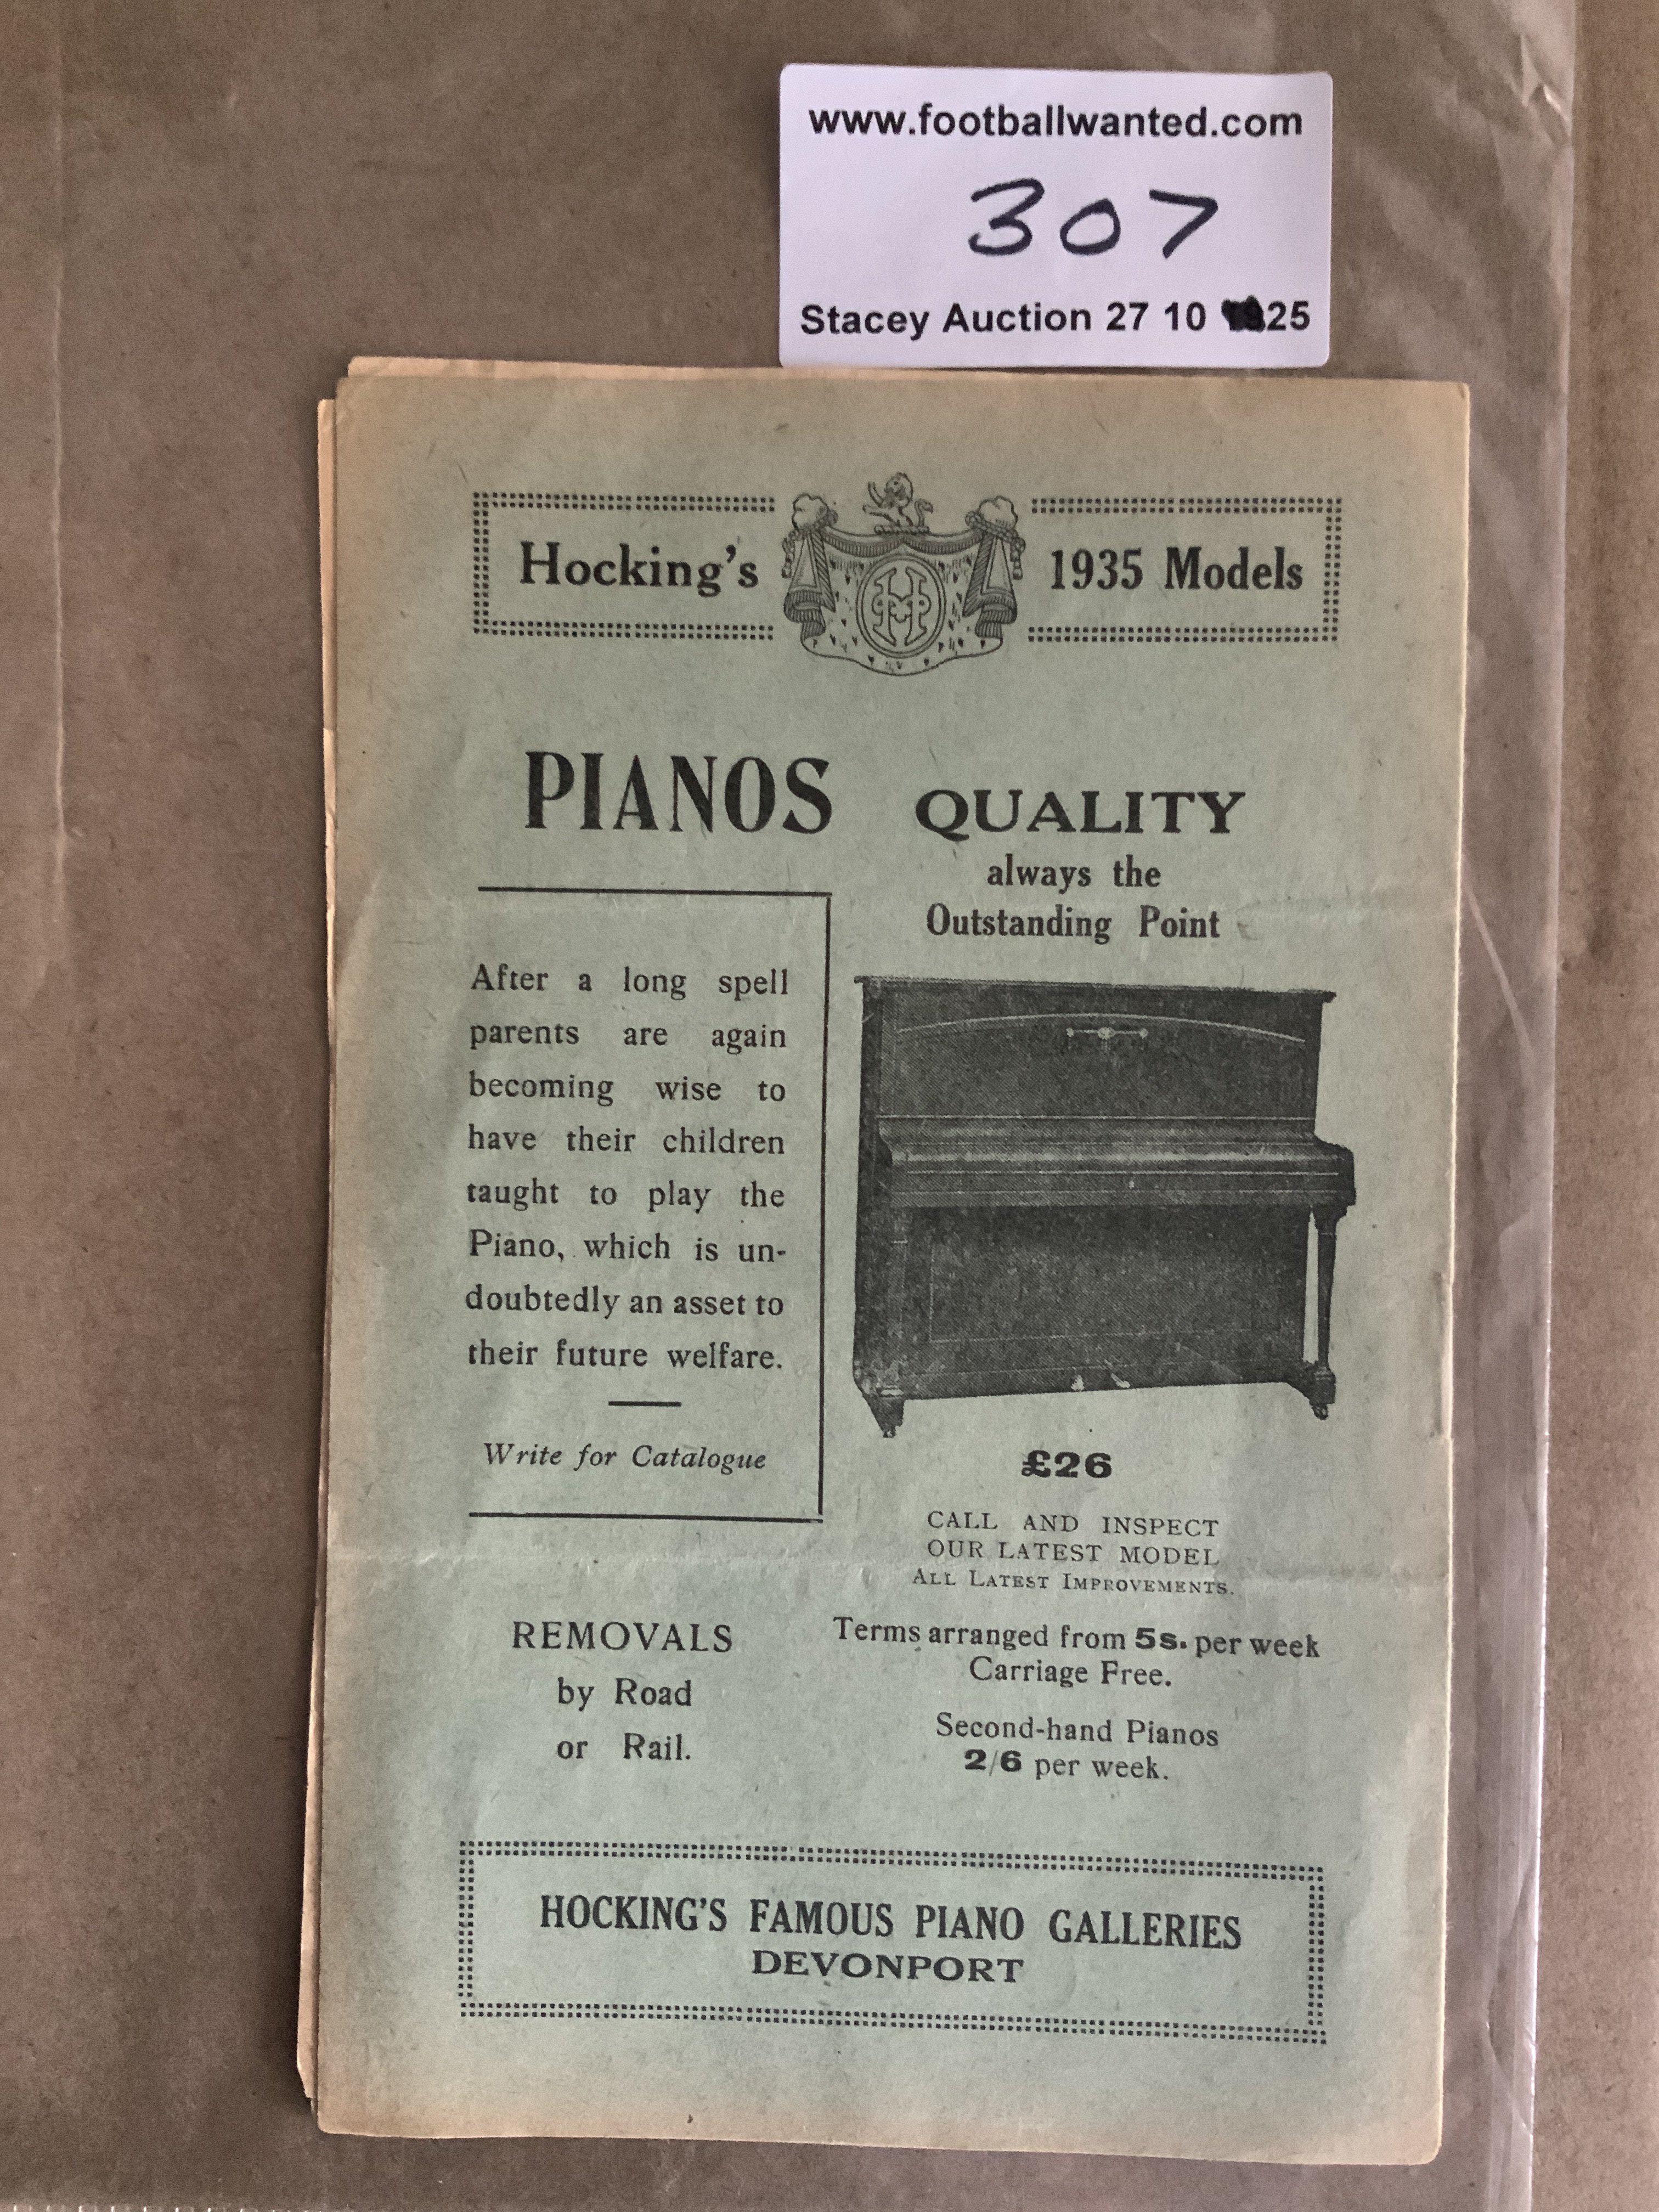 www.footballwanted.com
307
Stacey Auction 27 10 25
Hocking's 1935 Models
PIANOS
After a long spell
parents are again
becoming wise to
have their children
taught to play the
Piano, which is un-
doubtedly an asset to
their future welfare.
Write for Catalogue
QUALITY
always the
Outstanding Point
£26
CALL AND INSPECT
OUR LATEST MODEL
ALL LATEST IMPROVEMENTS.
REMOVALS
by Road
or Rail.
Terms arranged from 5s. per week
Carriage Free.
Second-hand Pianos
2/6 per week.
HOCKING'S FAMOUS PIANO GALLERIES
DEVONPORT